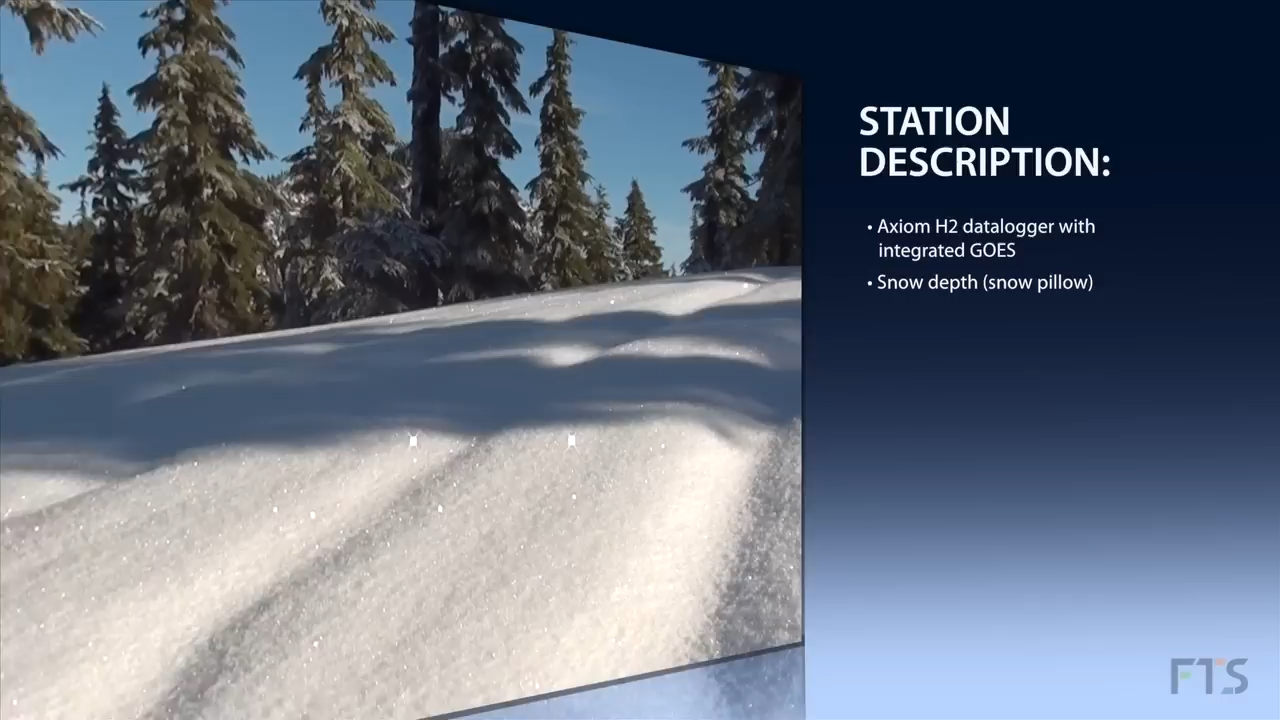 STATION
DESCRIPTION:
• Axiom H2 datalogger with
integrated GOES
• Snow depth (snow pillow)
FTS